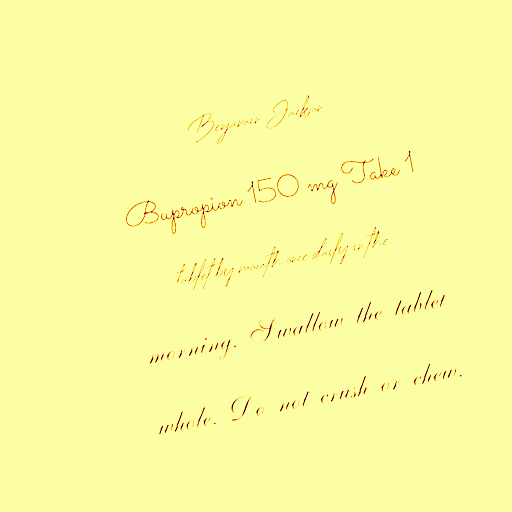 Benjamin Jackson
Bupropion 150 mg Take 1
tablet by mouth once daily in the
morning. Swallow the tablet
whole. Do not crush or chew.